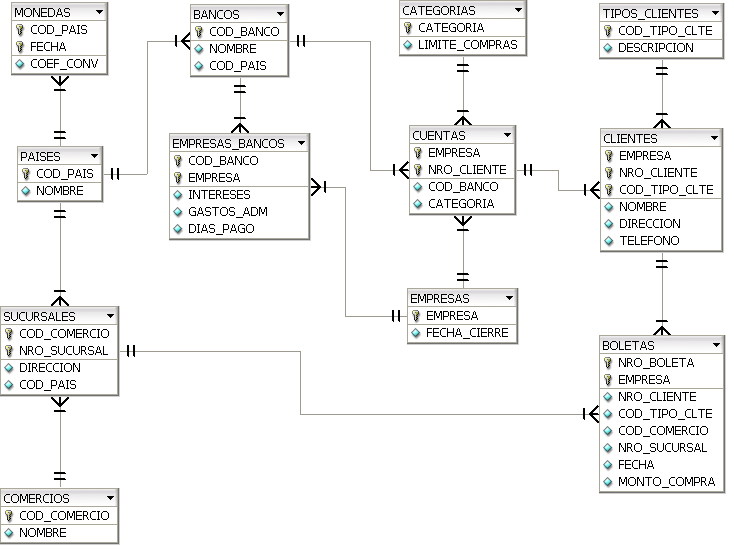 MONEDAS
COD_PAIS
FECHA
COEF_CONV
BANCOS
COD_BANCO
NOMBRE
COD_PAIS
CATEGORIAS
CATEGORIA
LIMITE_COMPRAS
TIPOS_CLIENTES
COD_TIPO_CLTE
DESCRIPCION
PAISES
COD_PAIS
NOMBRE
EMPRESAS_BANCOS
COD_BANCO
EMPRESA
INTERESES
GASTOS_ADM
DIAS_PAGO
CUENTAS
EMPRESA
NRO_CLIENTE
COD_BANCO
CATEGORIA
CLIENTES
EMPRESA
NRO_CLIENTE
COD_TIPO_CLTE
NOMBRE
DIRECCION
TELEFONO
SUCURSALES
COD_COMERCIO
NRO_SUCURSAL
DIRECCION
COD_PAIS
EMPRESAS
EMPRESA
FECHA_CIERRE
BOLETAS
NRO_BOLETA
EMPRESA
NRO_CLIENTE
COD_TIPO_CLTE
COD_COMERCIO
NRO_SUCURSAL
FECHA
MONTO_COMPRA
COMERCIOS
COD_COMERCIO
NOMBRE